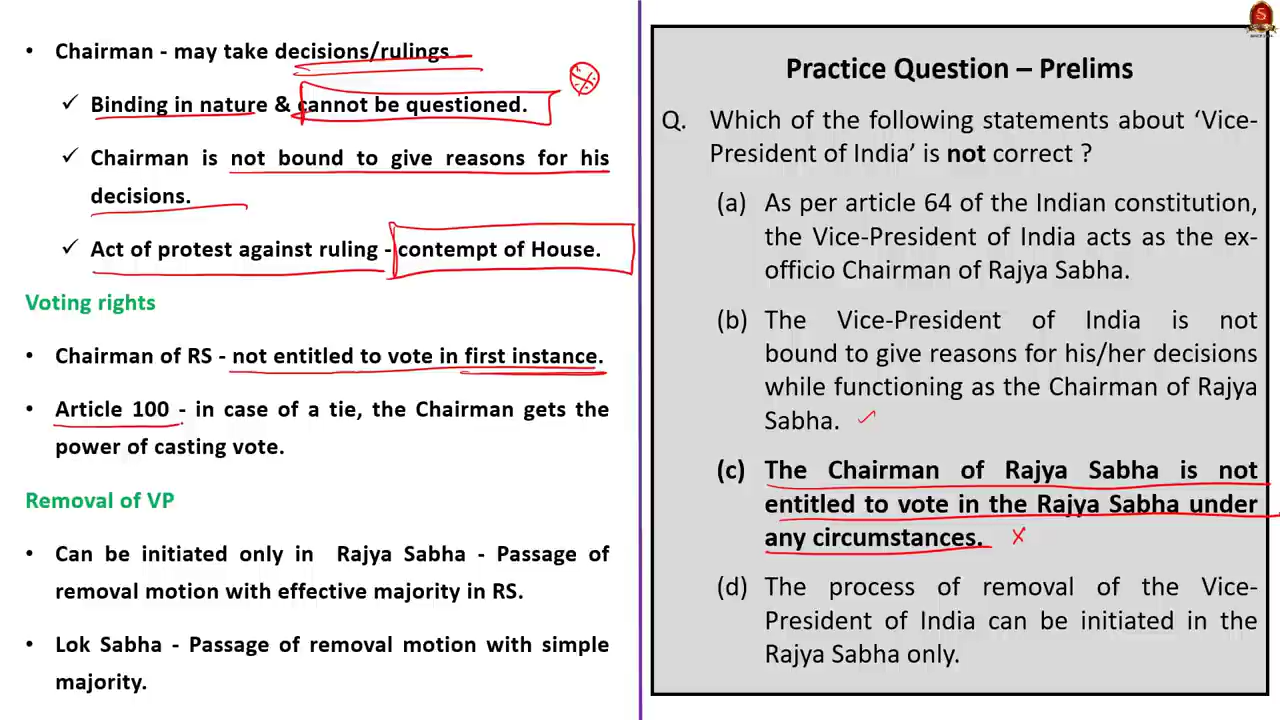 • Chairman - may take decisions/rulings
✓ Binding in nature & cannot be questioned.
✓ Chairman is not bound to give reasons for his
decisions.
✓ Act of protest against ruling - contempt of House.
Voting rights
• Chairman of RS - not entitled to vote in first instance.
• Article 100 - in case of a tie, the Chairman gets the
power of casting vote.
Removal of VP
• Can be initiated only in Rajya Sabha - Passage of
removal motion with effective majority in RS.
• Lok Sabha - Passage of removal motion with simple
majority.
Practice Question – Prelims
Q. Which of the following statements about ‘Vice-
President of India’ is not correct ?
(a) As per article 64 of the Indian constitution,
the Vice-President of India acts as the ex-
officio Chairman of Rajya Sabha.
(b) The Vice-President of India is not
bound to give reasons for his/her decisions
while functioning as the Chairman of Rajya
Sabha.
(c) The Chairman of Rajya Sabha is not
entitled to vote in the Rajya Sabha under
any circumstances.
(d) The process of removal of the Vice-
President of India can be initiated in the
Rajya Sabha only.